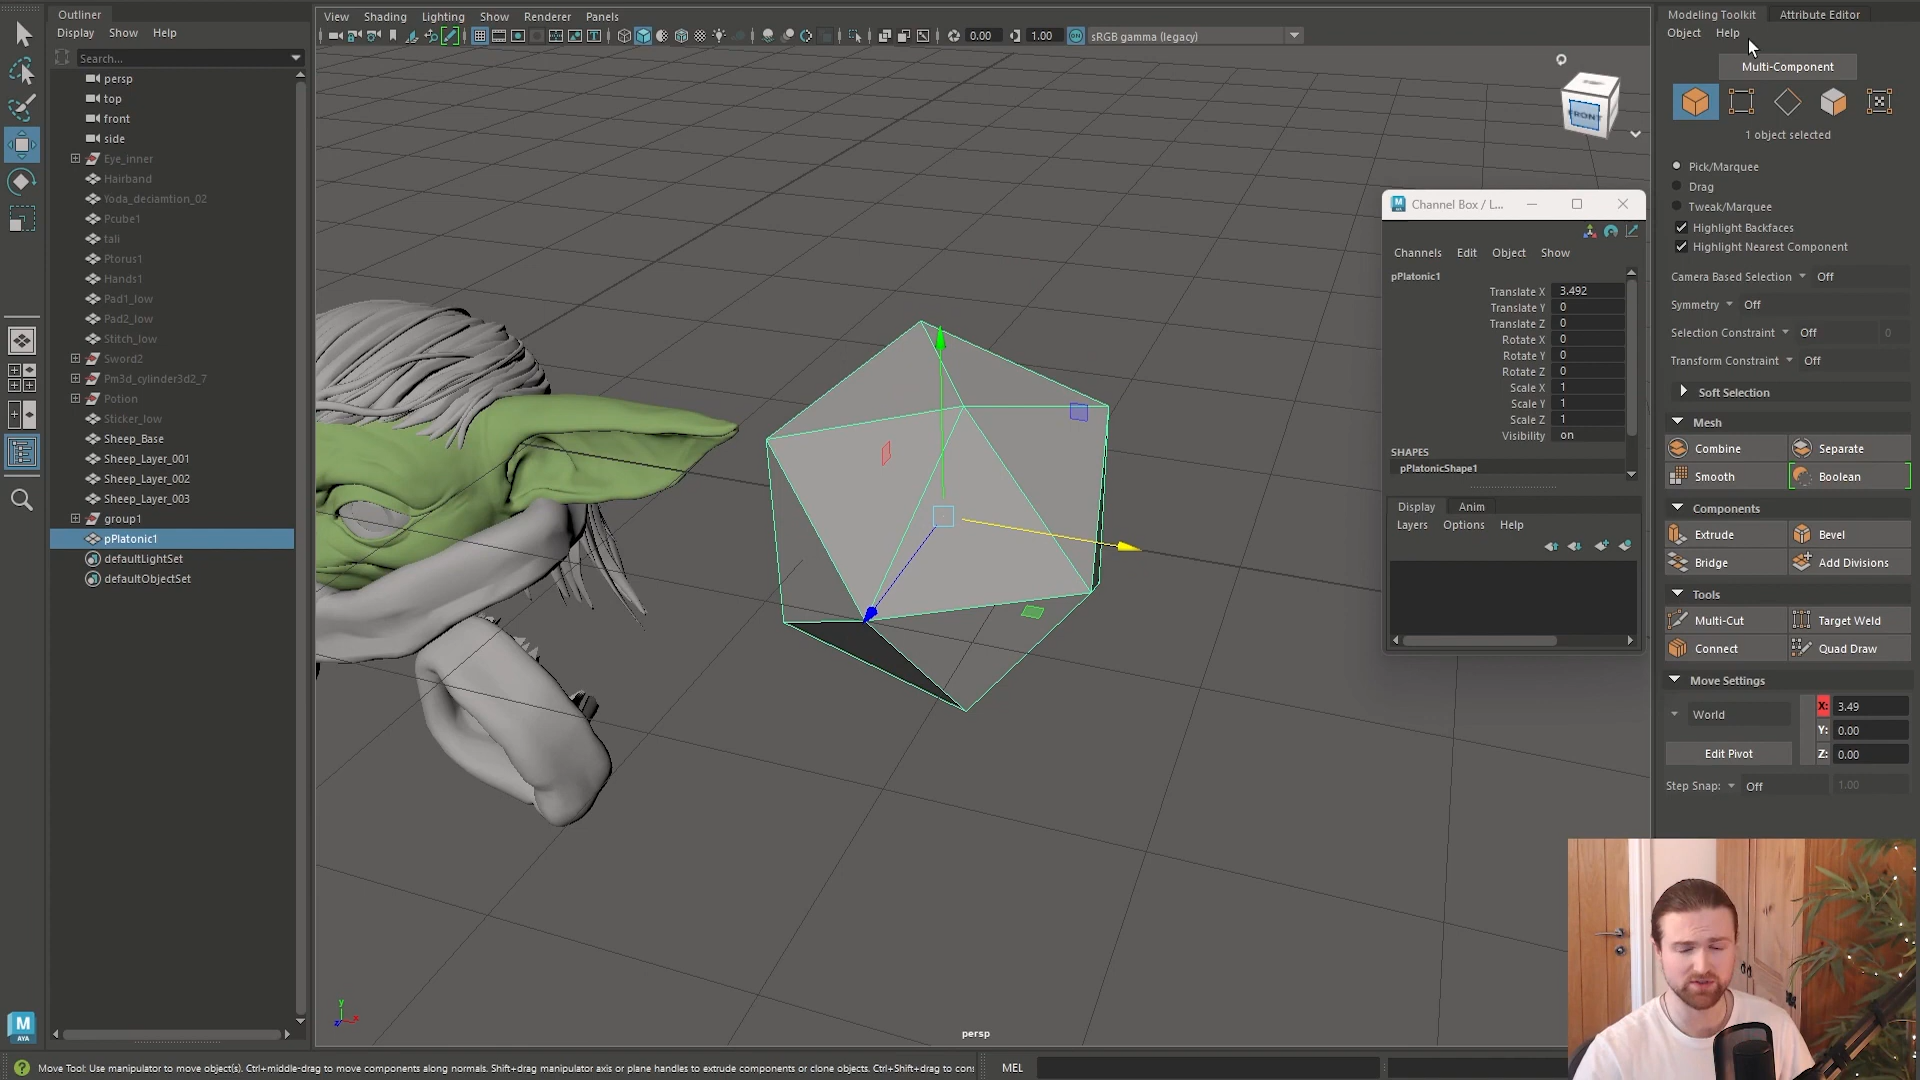 Outliner
Display Show Help
Search...
persp
top
front
side
Eye_inner
Hairband
Yoda_deciamtion_02
Pcube1
tali
Ptorus1
Hands1
Pad1_low
Pad2_low
Stitch_low
Sword2
Pm3d_cylinder3d2_7
Potion
Sticker_low
Sheep_Base
Sheep_Layer_001
Sheep_Layer_002
Sheep_Layer_003
group1
pPlatonic1
defaultLightSet
defaultObjectSet
View Shading Lighting Show Renderer Panels
0.00 1.00 sRGB gamma (legacy)
FRONT
persp
y
x
z
Channel Box / L...
Channels Edit Object Show
pPlatonic1
Translate X 3.492
Translate Y 0
Translate Z 0
Rotate X 0
Rotate Y 0
Rotate Z 0
Scale X 1
Scale Y 1
Scale Z 1
Visibility on
SHAPES
pPlatonicShape1
Display Anim
Layers Options Help
Modeling Toolkit Attribute Editor
Object Help
Multi-Component
1 object selected
Pick/Marquee
Drag
Tweak/Marquee
Highlight Backfaces
Highlight Nearest Component
Camera Based Selection Off
Symmetry Off
Selection Constraint Off 0
Transform Constraint Off
Soft Selection
Mesh
Combine Separate
Smooth Boolean
Components
Extrude Bevel
Bridge Add Divisions
Tools
Multi-Cut Target Weld
Connect Quad Draw
Move Settings
World X: 3.49
Y: 0.00
Edit Pivot Z: 0.00
Step Snap: Off 1.00
M
AYA
Move Tool: Use manipulator to move object(s). Ctrl+middle-drag to move components along normals. Shift+drag manipulator axis or plane handles to extrude components or clone objects. Ctrl+Shift+drag to con
MEL